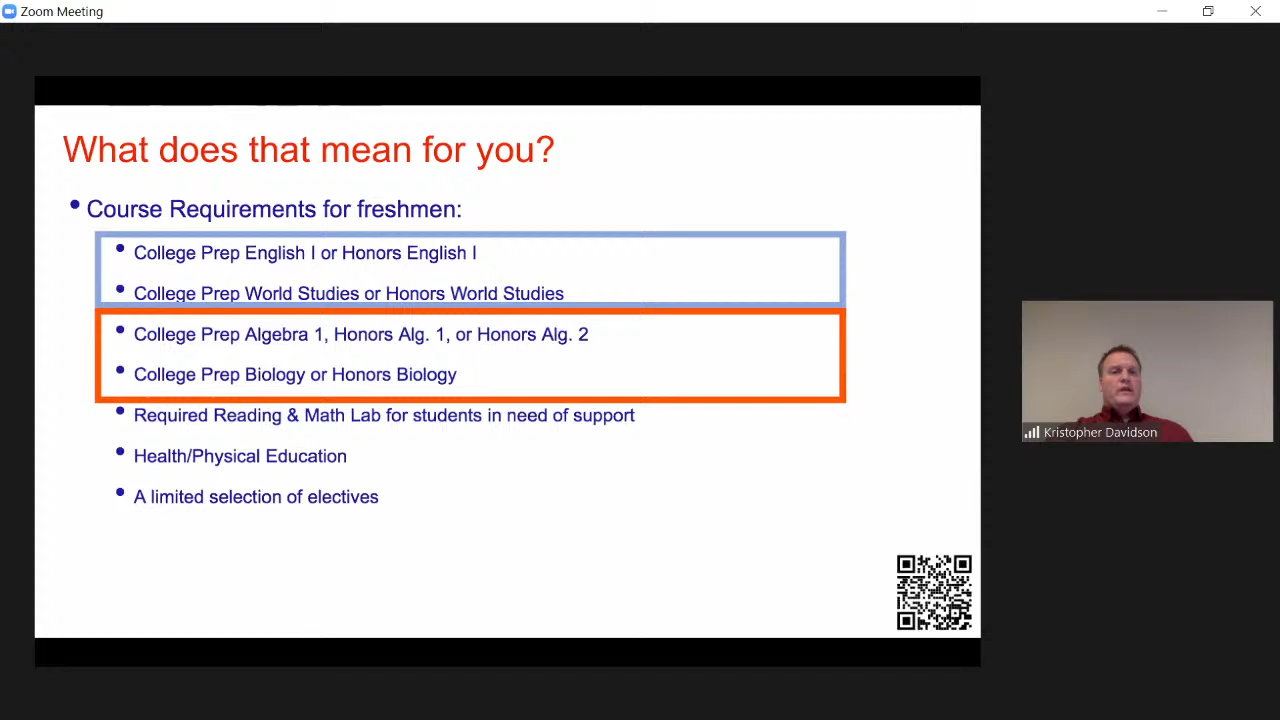 Zoom Meeting
What does that mean for you?
Course Requirements for freshmen:
College Prep English I or Honors English I
College Prep World Studies or Honors World Studies
College Prep Algebra 1, Honors Alg. 1, or Honors Alg. 2
College Prep Biology or Honors Biology
Required Reading & Math Lab for students in need of support
Health/Physical Education
A limited selection of electives
Kristopher Davidson